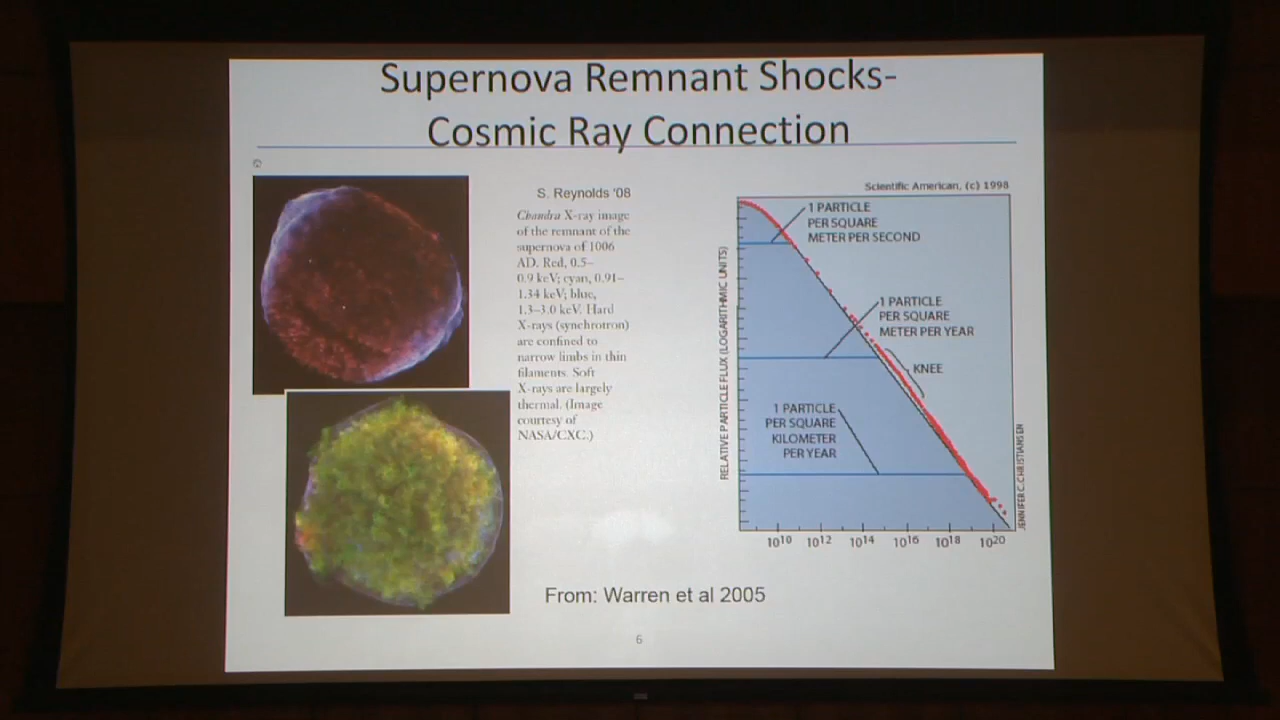 Supernova Remnant Shocks-
Cosmic Ray Connection
S. Reynolds '08
Chandra X-ray image
of the remnant of the
supernova of 1006
AD. Red, 0.5–
0.9 keV; cyan, 0.91–
1.34 keV; blue,
1.3–3.0 keV. Hard
X-rays (synchrotron)
are confined to
narrow limbs in thin
filaments. Soft
X-rays are largely
thermal. (Image
courtesy of
NASA/CXC.)
Scientific American, (c) 1998
1 PARTICLE
PER SQUARE
METER PER SECOND
1 PARTICLE
PER SQUARE
METER PER YEAR
KNEE
1 PARTICLE
PER SQUARE
KILOMETER
PER YEAR
RELATIVE PARTICLE FLUX (LOGARITHMIC UNITS)
JENNIFER C. CHRISTIANSEN
10¹⁰ 10¹² 10¹⁴ 10¹⁶ 10¹⁸ 10²⁰
From: Warren et al 2005
6